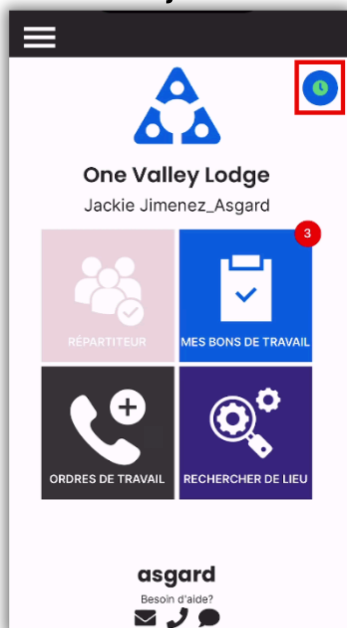 One Valley Lodge
Jackie Jimenez_Asgard
3
RÉPARTITEUR
MES BONS DE TRAVAIL
ORDRES DE TRAVAIL
RECHERCHER DE LIEU
asgard
Besoin d'aide?